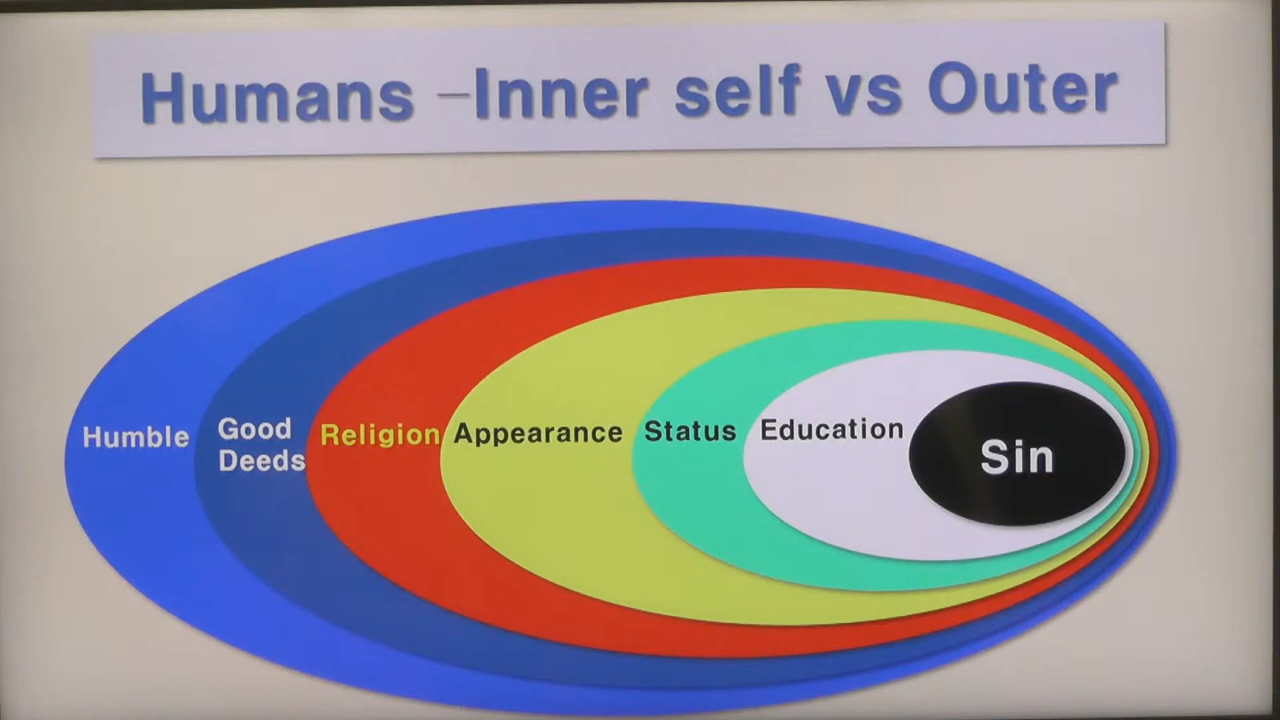 Humans –Inner self vs Outer
Humble
Good
Deeds
Religion
Appearance
Status
Education
Sin